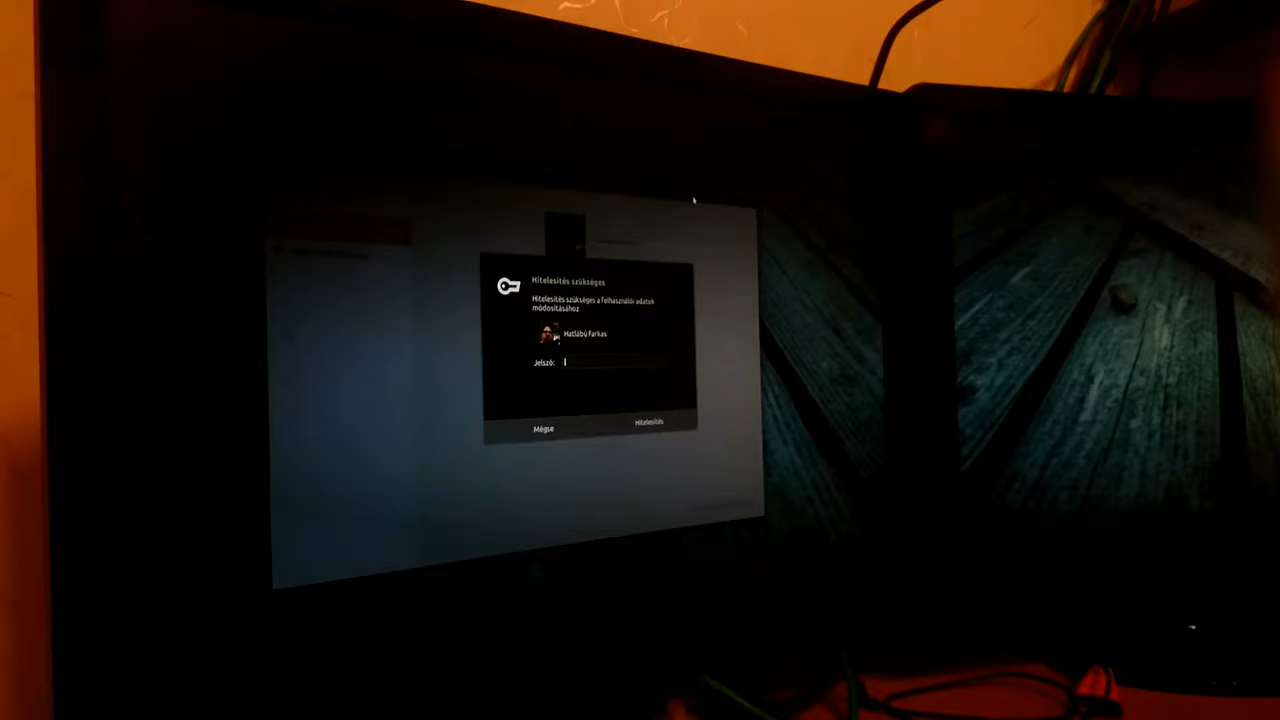 Hitelesítés szükséges
Hitelesítés szükséges a felhasználói adatok
módosításához
Hatlábú Farkas
Jelszó:
Mégse
Hitelesítés